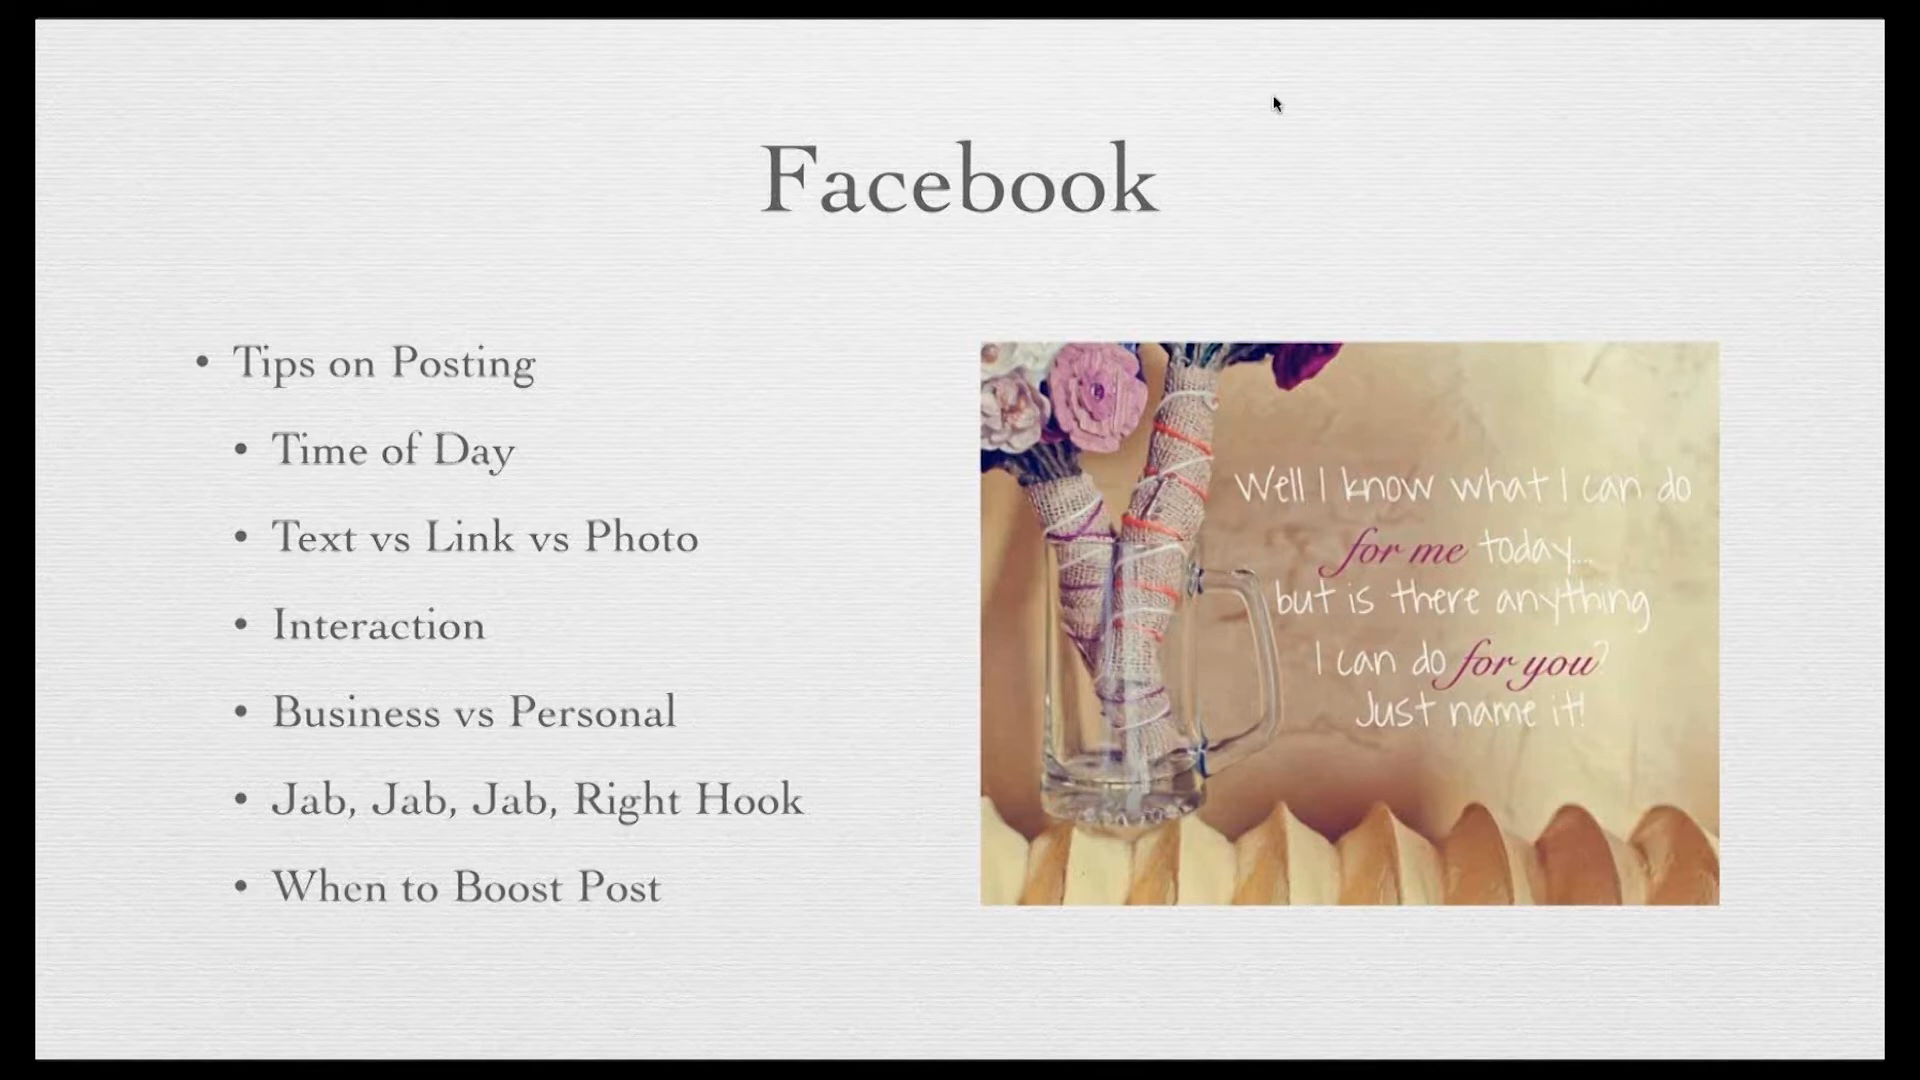 Facebook
• Tips on Posting
• Time of Day
• Text vs Link vs Photo
• Interaction
• Business vs Personal
• Jab, Jab, Jab, Right Hook
• When to Boost Post
Well I know what I can do
for me today...
but is there anything
I can do for you?
Just name it!